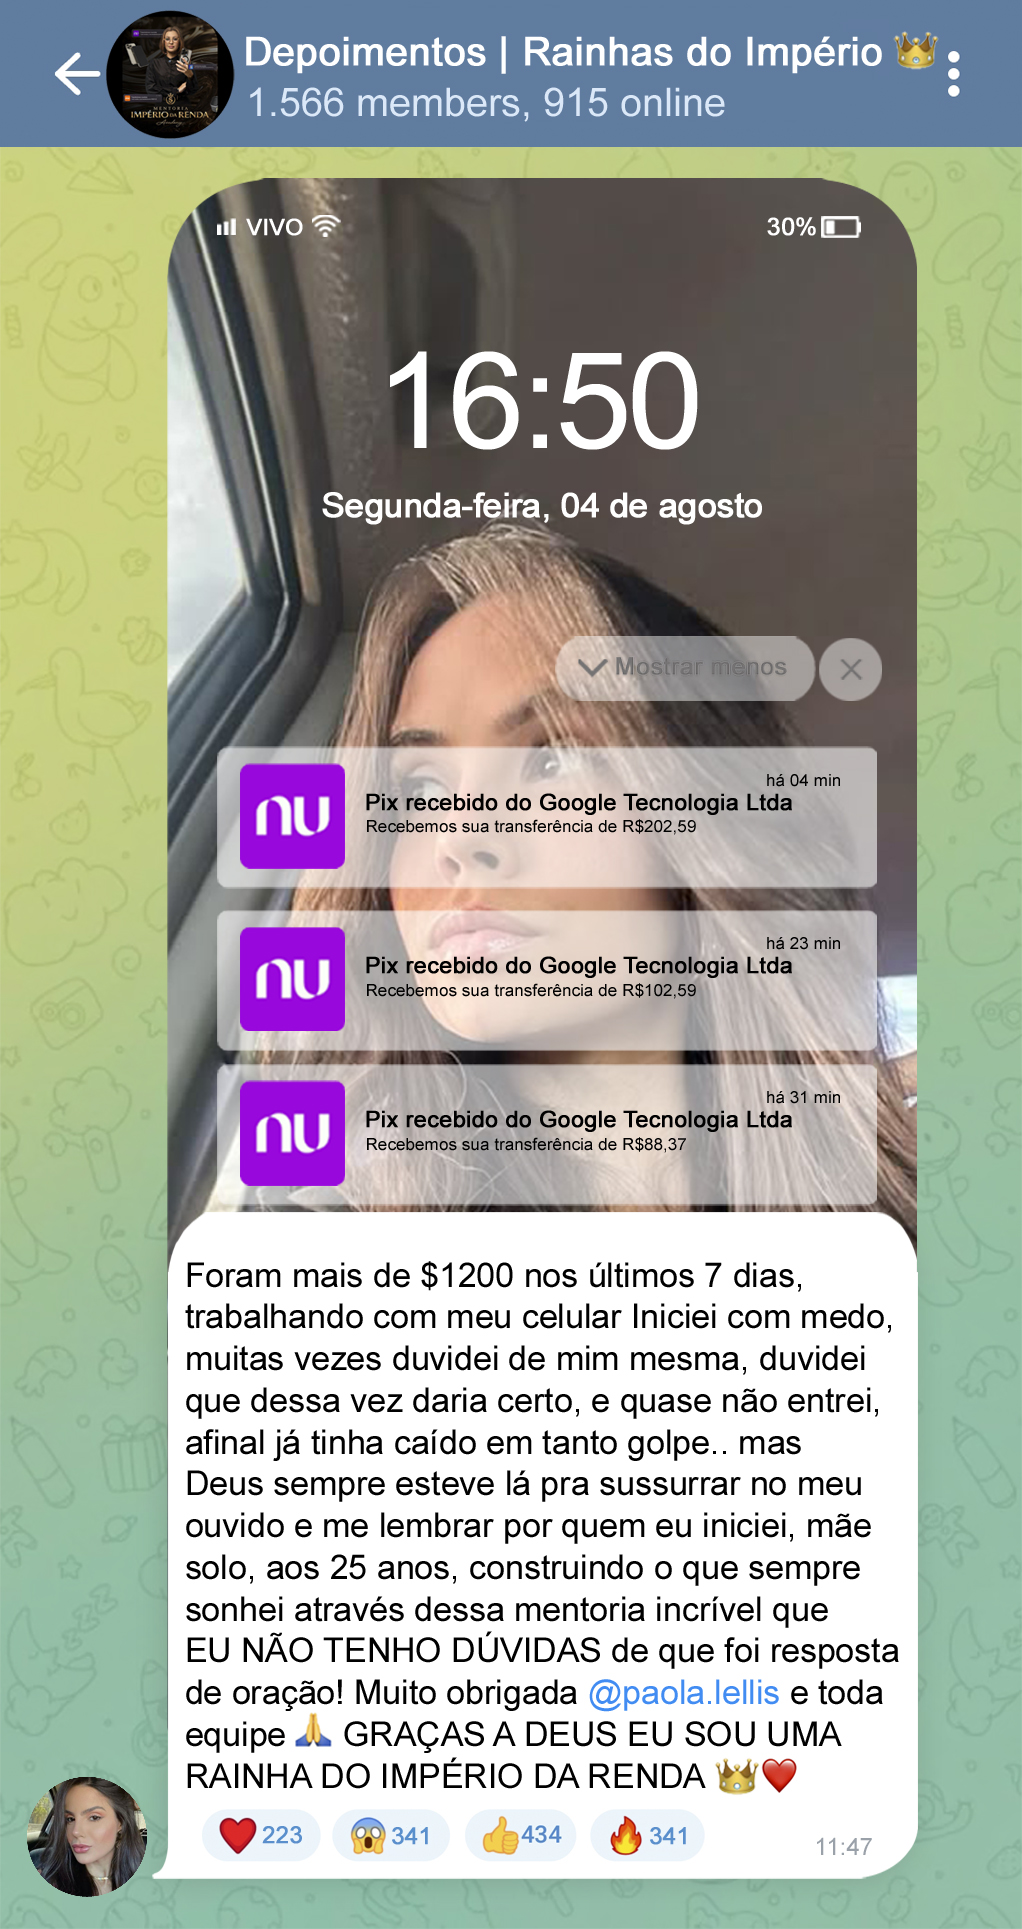 Depoimentos | Rainhas do Império 👑
1.566 members, 915 online
MENTORIA
IMPÉRIO DA RENDA
VIVO
30%
16:50
Segunda-feira, 04 de agosto
Mostrar menos
há 04 min
nu
Pix recebido do Google Tecnologia Ltda
Recebemos sua transferência de R$202,59
há 23 min
nu
Pix recebido do Google Tecnologia Ltda
Recebemos sua transferência de R$102,59
há 31 min
nu
Pix recebido do Google Tecnologia Ltda
Recebemos sua transferência de R$88,37
Foram mais de $1200 nos últimos 7 dias,
trabalhando com meu celular Iniciei com medo,
muitas vezes duvidei de mim mesma, duvidei
que dessa vez daria certo, e quase não entrei,
afinal já tinha caído em tanto golpe.. mas
Deus sempre esteve lá pra sussurrar no meu
ouvido e me lembrar por quem eu iniciei, mãe
solo, aos 25 anos, construindo o que sempre
sonhei através dessa mentoria incrível que
EU NÃO TENHO DÚVIDAS de que foi resposta
de oração! Muito obrigada @paola.lellis e toda
equipe 🙏 GRAÇAS A DEUS EU SOU UMA
RAINHA DO IMPÉRIO DA RENDA 👑❤️
❤️ 223 😱 341 👍 434 🔥 341
11:47